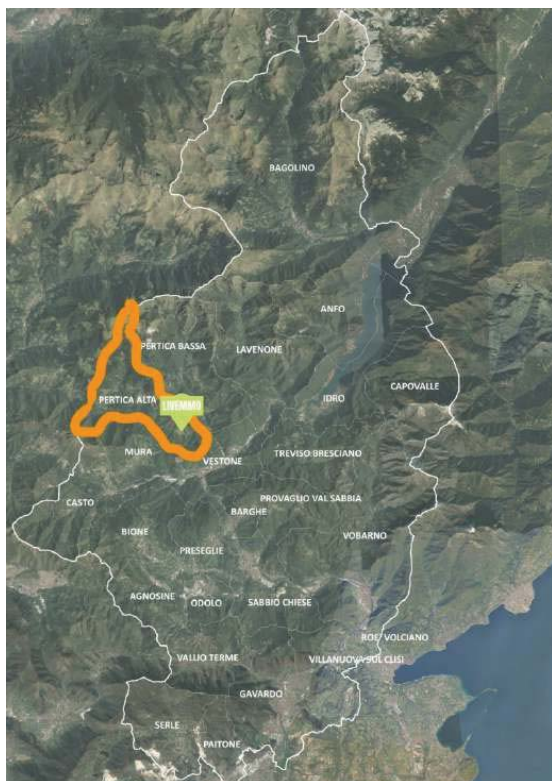 BAGOLINO
ANFO
PERTICA BASSA
LAVENONE
CAPOVALLE
PERTICA ALTA
LIVEMMO
IDRO
MURA
VESTONE
TREVISO BRESCIANO
CASTO
PROVAGLIO VAL SABBIA
BARGHE
BIONE
VOBARNO
PRESEGLIE
AGNOSINE
ODOLO
SABBIO CHIESE
ROE' VOLCIANO
VALLIO TERME
VILLANUOVA SUL CLISI
GAVARDO
SERLE
PAITONE